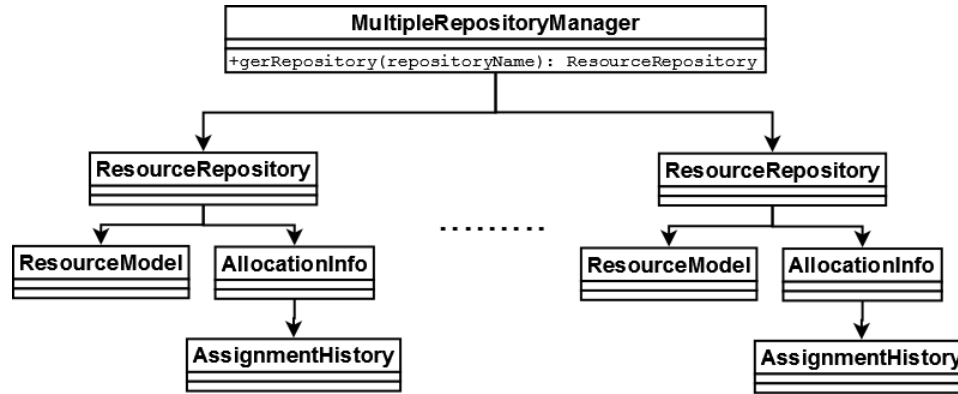 MultipleRepositoryManager
+gerRepository(repositoryName): ResourceRepository
ResourceRepository
ResourceRepository
ResourceModel
AllocationInfo
ResourceModel
AllocationInfo
AssignmentHistory
AssignmentHistory